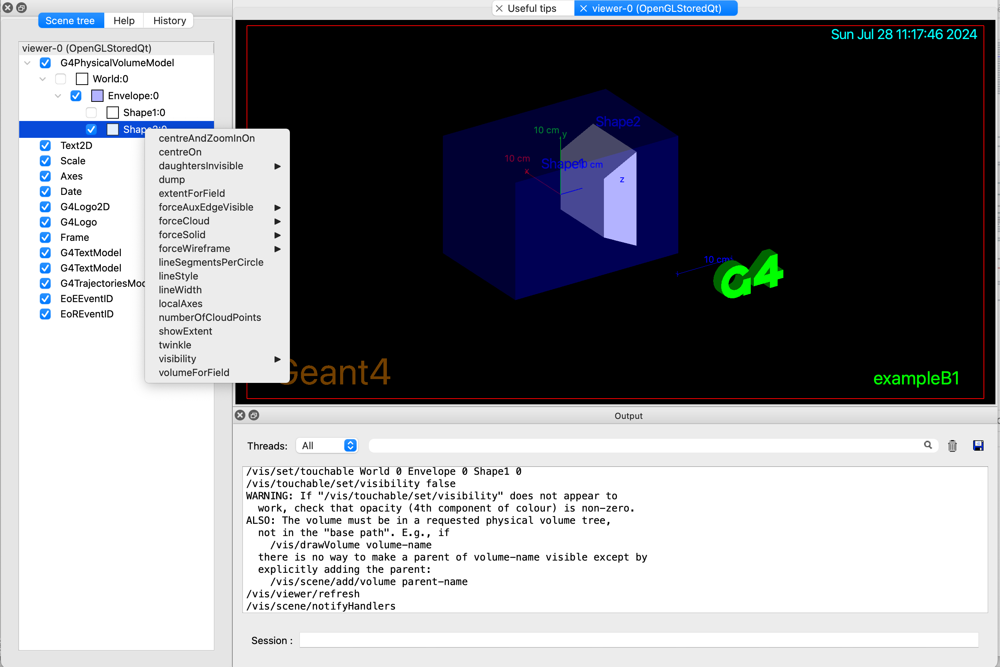 Scene tree
Help
History
viewer-0 (OpenGLStoredQt)
G4PhysicalVolumeModel
World:0
Envelope:0
Shape1:0
Shape2:0
Text2D
Scale
Axes
Date
G4Logo2D
G4Logo
Frame
G4TextModel
G4TextModel
G4TrajectoriesMod
EoEEventID
EoREventID
centreAndZoomInOn
centreOn
daughtersInvisible
dump
extentForField
forceAuxEdgeVisible
forceCloud
forceSolid
forceWireframe
lineSegmentsPerCircle
lineStyle
lineWidth
localAxes
numberOfCloudPoints
showExtent
twinkle
visibility
volumeForField
Useful tips
viewer-0 (OpenGLStoredQt)
Sun Jul 28 11:17:46 2024
Shape2
10 cm
y
10 cm
x
Shape1
10 cm
z
10 cm
G4
Geant4
exampleB1
Output
Threads:
All
/vis/set/touchable World 0 Envelope 0 Shape1 0
/vis/touchable/set/visibility false
WARNING: If "/vis/touchable/set/visibility" does not appear to
work, check that opacity (4th component of colour) is non-zero.
ALSO: The volume must be in a requested physical volume tree,
not in the "base path". E.g., if
/vis/drawVolume volume-name
there is no way to make a parent of volume-name visible except by
explicitly adding the parent:
/vis/scene/add/volume parent-name
/vis/viewer/refresh
/vis/scene/notifyHandlers
Session :